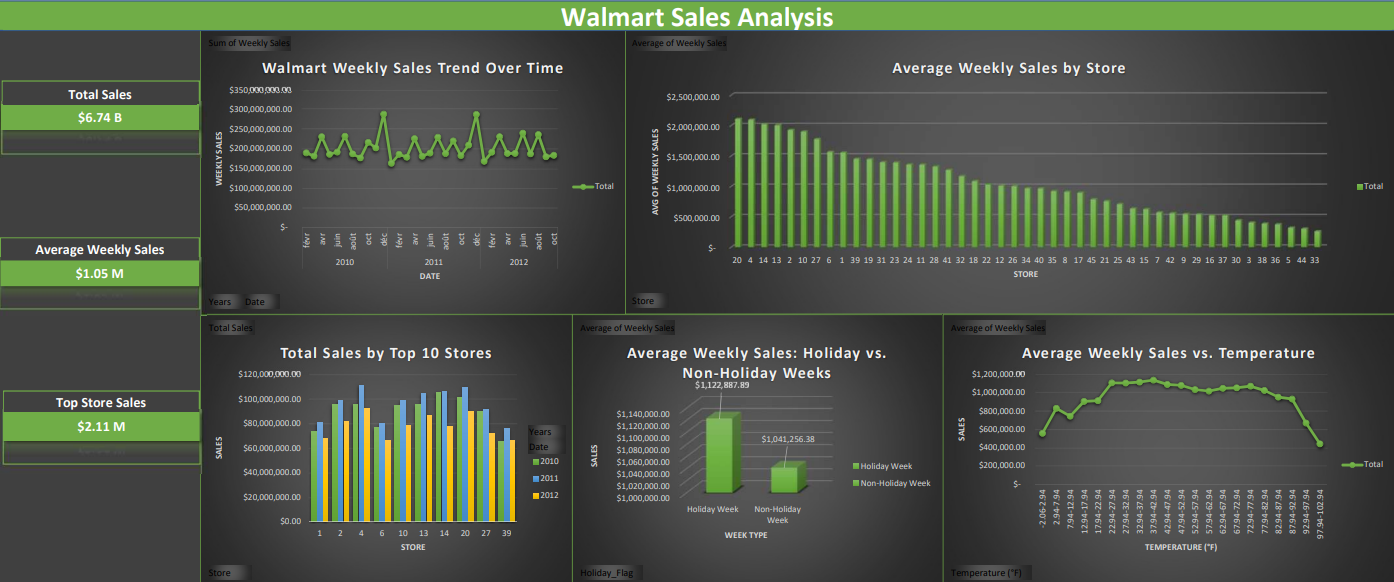 Walmart Sales Analysis
Total Sales
$6.74 B
Average Weekly Sales
$1.05 M
Top Store Sales
$2.11 M
Sum of Weekly Sales
Walmart Weekly Sales Trend Over Time
$350,000,000.00
$300,000,000.00
$250,000,000.00
$200,000,000.00
$150,000,000.00
$100,000,000.00
$50,000,000.00
$-
WEEKLY SALES
févr avr juin août oct déc févr avr juin août oct déc févr avr juin août oct
2010 2011 2012
DATE
Total
Years Date
Average of Weekly Sales
Average Weekly Sales by Store
$2,500,000.00
$2,000,000.00
$1,500,000.00
$1,000,000.00
$500,000.00
$-
AVG OF WEEKLY SALES
20 4 14 13 2 10 27 6 1 39 19 31 23 24 11 28 41 32 18 22 12 26 34 40 35 8 17 45 21 25 43 15 7 42 9 29 16 37 30 3 38 36 5 44 33
STORE
Total
Store
Total Sales
Total Sales by Top 10 Stores
$120,000,000.00
$100,000,000.00
$80,000,000.00
$60,000,000.00
$40,000,000.00
$20,000,000.00
$0.00
SALES
1 2 4 6 10 13 14 20 27 39
STORE
Years
Date
2010
2011
2012
Store
Average of Weekly Sales
Average Weekly Sales: Holiday vs.
Non-Holiday Weeks
$1,122,887.89
$1,041,256.38
$1,140,000.00
$1,120,000.00
$1,100,000.00
$1,080,000.00
$1,060,000.00
$1,040,000.00
$1,020,000.00
$1,000,000.00
SALES
Holiday Week
Non-Holiday
Week
WEEK TYPE
Holiday Week
Non-Holiday Week
Holiday_Flag
Average of Weekly Sales
Average Weekly Sales vs. Temperature
$1,200,000.00
$1,000,000.00
$800,000.00
$600,000.00
$400,000.00
$200,000.00
$-
SALES
-2.06-2.94
2.94-7.94
7.94-12.94
12.94-17.94
17.94-22.94
22.94-27.94
27.94-32.94
32.94-37.94
37.94-42.94
42.94-47.94
47.94-52.94
52.94-57.94
57.94-62.94
62.94-67.94
67.94-72.94
72.94-77.94
77.94-82.94
82.94-87.94
87.94-92.94
92.94-97.94
97.94-102.94
TEMPERATURE (°F)
Total
Temperature (°F)